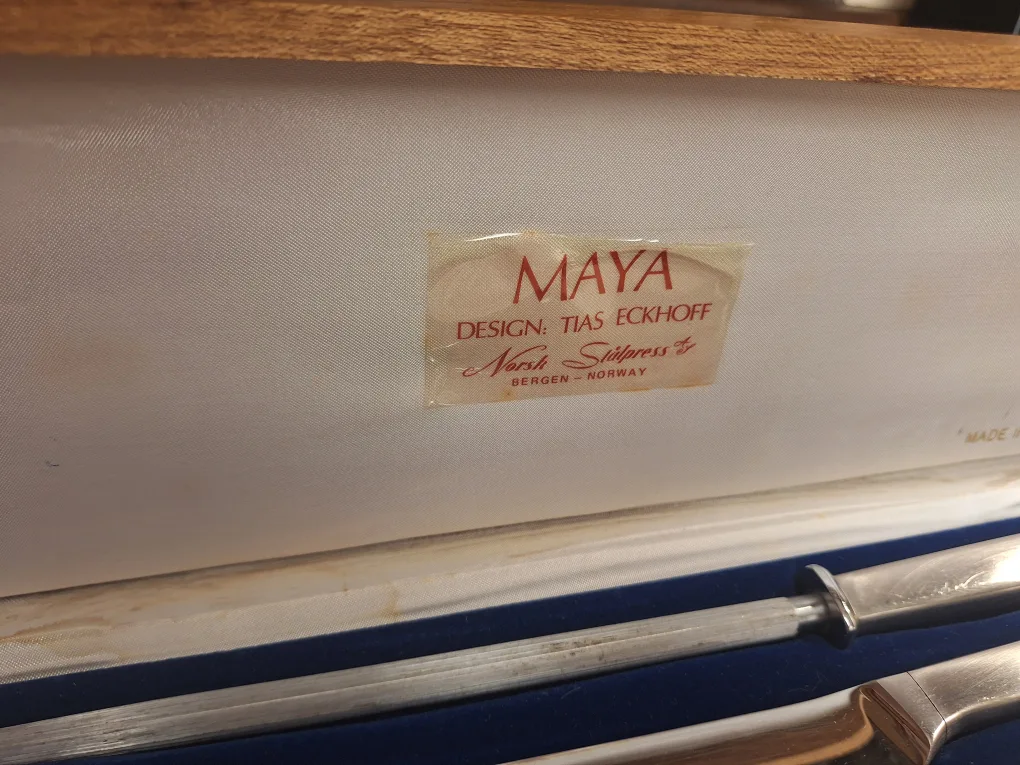 MAYA
DESIGN: TIAS ECKHOFF
Norsk Stålpress A/S
BERGEN – NORWAY
MADE